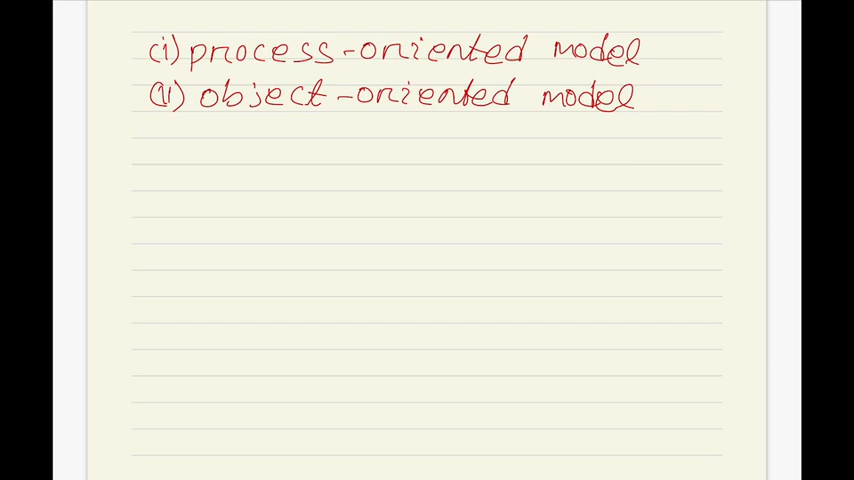 (i) process-oriented model
(ii) object-oriented model